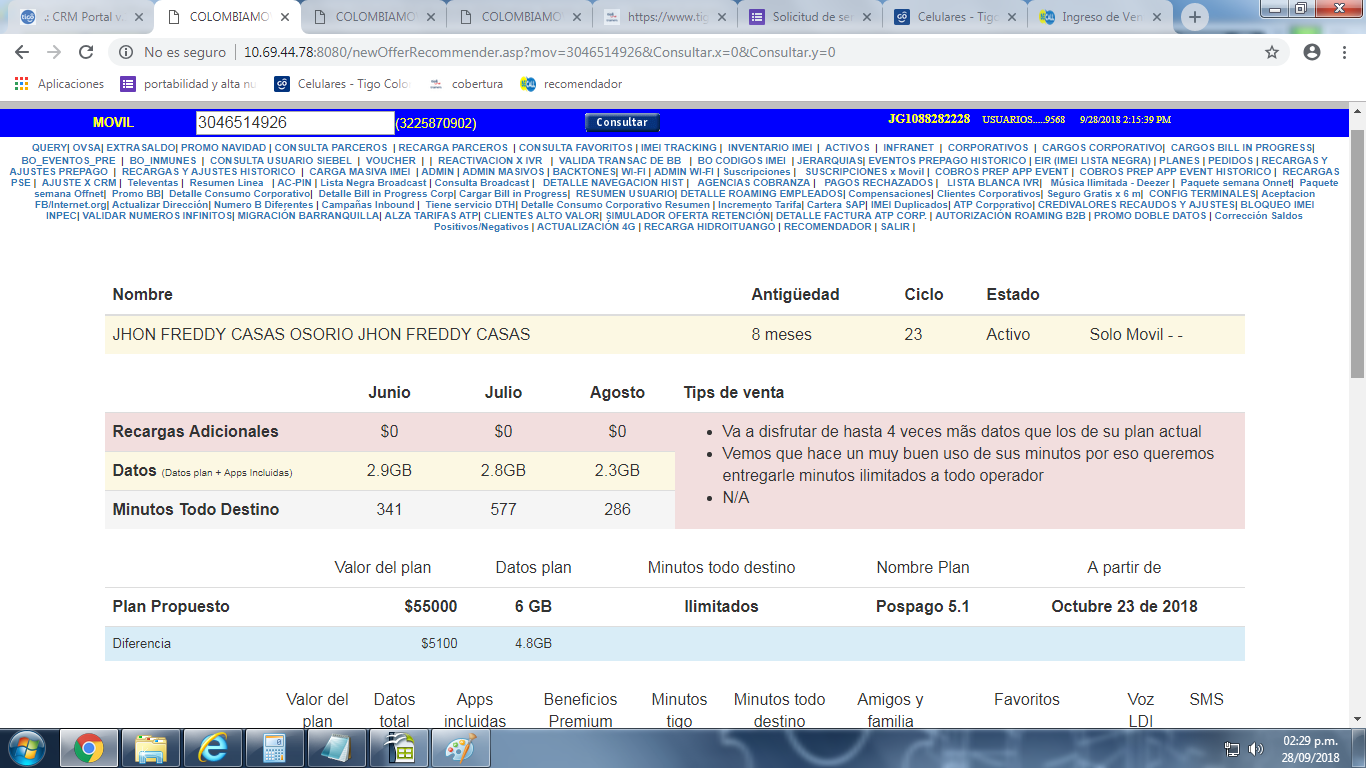 .: CRM Portal v.
COLOMBIAMO
COLOMBIAMO
COLOMBIAMO
https://www.tig
Solicitud de ser
Celulares - Tigo C
Ingreso de Ven
No es seguro | 10.69.44.78:8080/newOfferRecommender.asp?mov=3046514926&Consultar.x=0&Consultar.y=0
Aplicaciones portabilidad y alta nu Celulares - Tigo Colo cobertura recomendador
MOVIL 3046514926 (3225870902) Consultar JG1088282228 USUARIOS.....9568 9/28/2018 2:15:39 PM
QUERY| OVSA| EXTRASALDO| PROMO NAVIDAD | CONSULTA PARCEROS | RECARGA PARCEROS | CONSULTA FAVORITOS | IMEI TRACKING | INVENTARIO IMEI | ACTIVOS | INFRANET | CORPORATIVOS | CARGOS CORPORATIVO| CARGOS BILL IN PROGRESS|
BO_EVENTOS_PRE | BO_INMUNES | CONSULTA USUARIO SIEBEL | VOUCHER | | REACTIVACION X IVR | VALIDA TRANSAC DE BB | BO CODIGOS IMEI | JERARQUIAS| EVENTOS PREPAGO HISTORICO | EIR (IMEI LISTA NEGRA) | PLANES | PEDIDOS | RECARGAS Y
AJUSTES PREPAGO | RECARGAS Y AJUSTES HISTORICO | CARGA MASIVA IMEI | ADMIN | ADMIN MASIVOS | BACKTONES| WI-FI | ADMIN WI-FI | Suscripciones | SUSCRIPCIONES x Movil | COBROS PREP APP EVENT | COBROS PREP APP EVENT HISTORICO | RECARGAS
PSE | AJUSTE X CRM | Televentas | Resumen Linea | AC-PIN | Lista Negra Broadcast | Consulta Broadcast | DETALLE NAVEGACION HIST | AGENCIAS COBRANZA | PAGOS RECHAZADOS | LISTA BLANCA IVR| Música Ilimitada - Deezer | Paquete semana Onnet| Paquete
semana Offnet| Promo BB| Detalle Consumo Corporativo| Detalle Bill in Progress Corp| Cargar Bill in Progress| RESUMEN USUARIO| DETALLE ROAMING EMPLEADOS| Compensaciones| Clientes Corporativos| Seguro Gratis x 6 m| CONFIG TERMINALES| Aceptacion
FB/Internet.org| Actualizar Dirección| Numero B Diferentes | Campañas Inbound | Tiene servicio DTH| Detalle Consumo Corporativo Resumen | Incremento Tarifa| Cartera SAP| IMEI Duplicados| ATP Corporativo| CREDIVALORES RECAUDOS Y AJUSTES| BLOQUEO IMEI
INPEC| VALIDAR NUMEROS INFINITOS| MIGRACIÓN BARRANQUILLA| ALZA TARIFAS ATP| CLIENTES ALTO VALOR| SIMULADOR OFERTA RETENCIÓN| DETALLE FACTURA ATP CORP. | AUTORIZACIÓN ROAMING B2B | PROMO DOBLE DATOS | Corrección Saldos
Positivos/Negativos | ACTUALIZACIÓN 4G | RECARGA HIDROITUANGO | RECOMENDADOR | SALIR |
Nombre Antigüedad Ciclo Estado
JHON FREDDY CASAS OSORIO JHON FREDDY CASAS 8 meses 23 Activo Solo Movil - -
Junio Julio Agosto Tips de venta
Recargas Adicionales $0 $0 $0
Datos (Datos plan + Apps Incluidas) 2.9GB 2.8GB 2.3GB
Minutos Todo Destino 341 577 286
• Va a disfrutar de hasta 4 veces mãs datos que los de su plan actual
• Vemos que hace un muy buen uso de sus minutos por eso queremos
entregarle minutos ilimitados a todo operador
• N/A
Valor del plan Datos plan Minutos todo destino Nombre Plan A partir de
Plan Propuesto $55000 6 GB Ilimitados Pospago 5.1 Octubre 23 de 2018
Diferencia $5100 4.8GB
Valor del Datos Apps Beneficios Minutos Minutos todo Amigos y Favoritos Voz SMS
plan total incluidas Premium tigo destino familia LDI
02:29 p.m.
28/09/2018